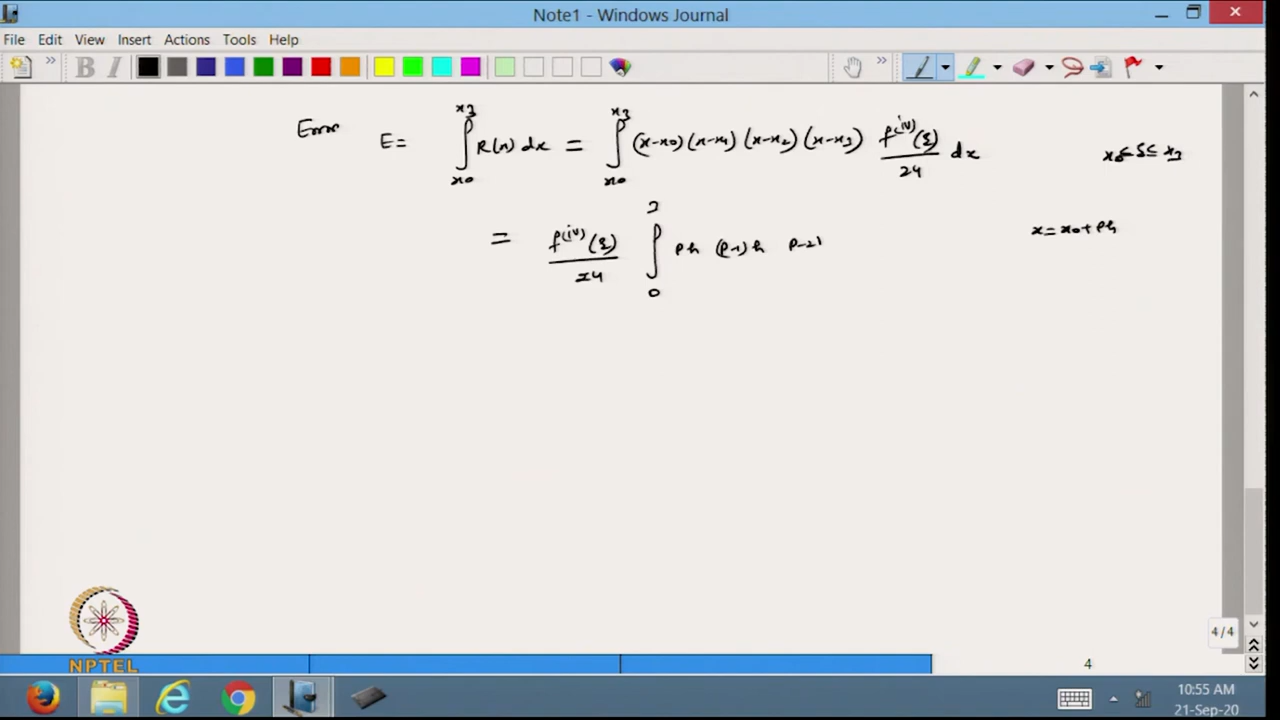 Note1 - Windows Journal
File Edit View Insert Actions Tools Help
Error E = ∫_{x0}^{x3} R(x) dx = ∫_{x0}^{x3} (x-x0)(x-x1)(x-x2)(x-x3) f^{(iv)}(ξ)/24 dx x0≤ξ≤x3
= f^{(iv)}(ξ)/24 ∫_0^3 ph (p-1)h p-2) x = x0+ph
4/4
NPTEL
4
10:55 AM
21-Sep-20